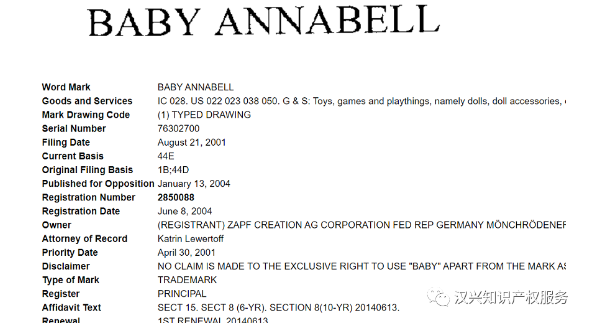 BABY ANNABELL
Word Mark BABY ANNABELL
Goods and Services IC 028. US 022 023 038 050. G & S: Toys, games and playthings, namely dolls, doll accessories,
Mark Drawing Code (1) TYPED DRAWING
Serial Number 76302700
Filing Date August 21, 2001
Current Basis 44E
Original Filing Basis 1B;44D
Published for Opposition January 13, 2004
Registration Number 2850088
Registration Date June 8, 2004
Owner (REGISTRANT) ZAPF CREATION AG CORPORATION FED REP GERMANY MÖNCHRÖDENER
Attorney of Record Katrin Lewertoff
Priority Date April 30, 2001
Disclaimer NO CLAIM IS MADE TO THE EXCLUSIVE RIGHT TO USE "BABY" APART FROM THE MARK AS
Type of Mark TRADEMARK
Register PRINCIPAL
Affidavit Text SECT 15. SECT 8 (6-YR). SECTION 8(10-YR) 20140613.
Renewal 1ST RENEWAL 20140613
汉兴知识产权服务